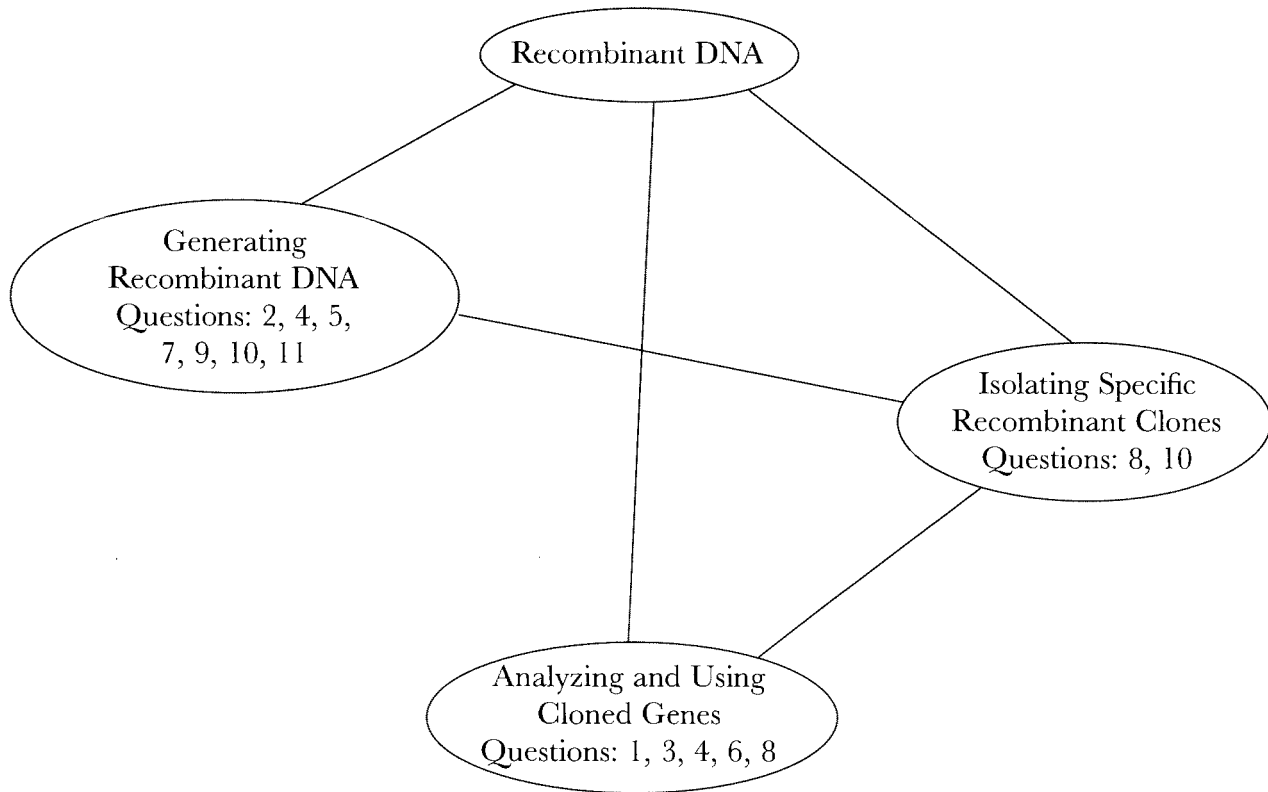 Recombinant DNA
Generating
Recombinant DNA
Questions: 2, 4, 5,
7, 9, 10, 11
Isolating Specific
Recombinant Clones
Questions: 8, 10
Analyzing and Using
Cloned Genes
Questions: 1, 3, 4, 6, 8